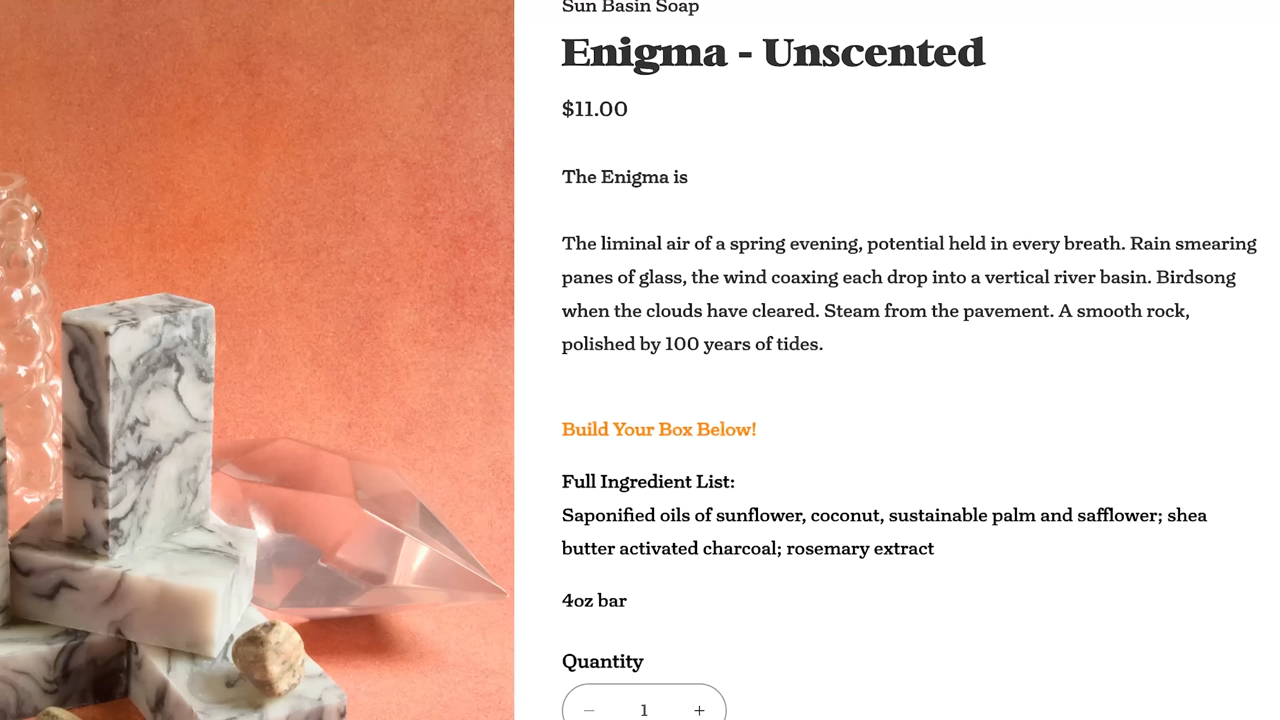 Sun Basin Soap
Enigma - Unscented
$11.00
The Enigma is
The liminal air of a spring evening, potential held in every breath. Rain smearing
panes of glass, the wind coaxing each drop into a vertical river basin. Birdsong
when the clouds have cleared. Steam from the pavement. A smooth rock,
polished by 100 years of tides.
Build Your Box Below!
Full Ingredient List:
Saponified oils of sunflower, coconut, sustainable palm and safflower; shea
butter activated charcoal; rosemary extract
4oz bar
Quantity
− 1 +